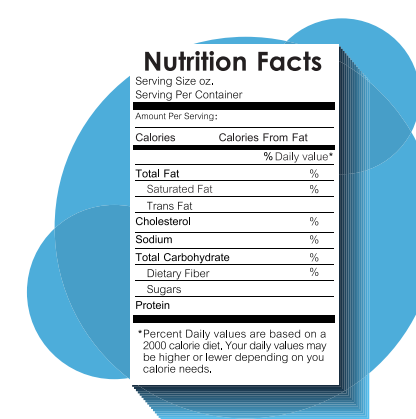 Nutrition Facts
Serving Size oz.
Serving Per Container
Amount Per Serving:
Calories Calories From Fat
% Daily value*
Total Fat %
Saturated Fat %
Trans Fat
Cholesterol %
Sodium %
Total Carbohydrate %
Dietary Fiber %
Sugars
Protein
*Percent Daily values are based on a
2000 calorie diet. Your daily values may
be higher or lewer depending on you
calorie needs.